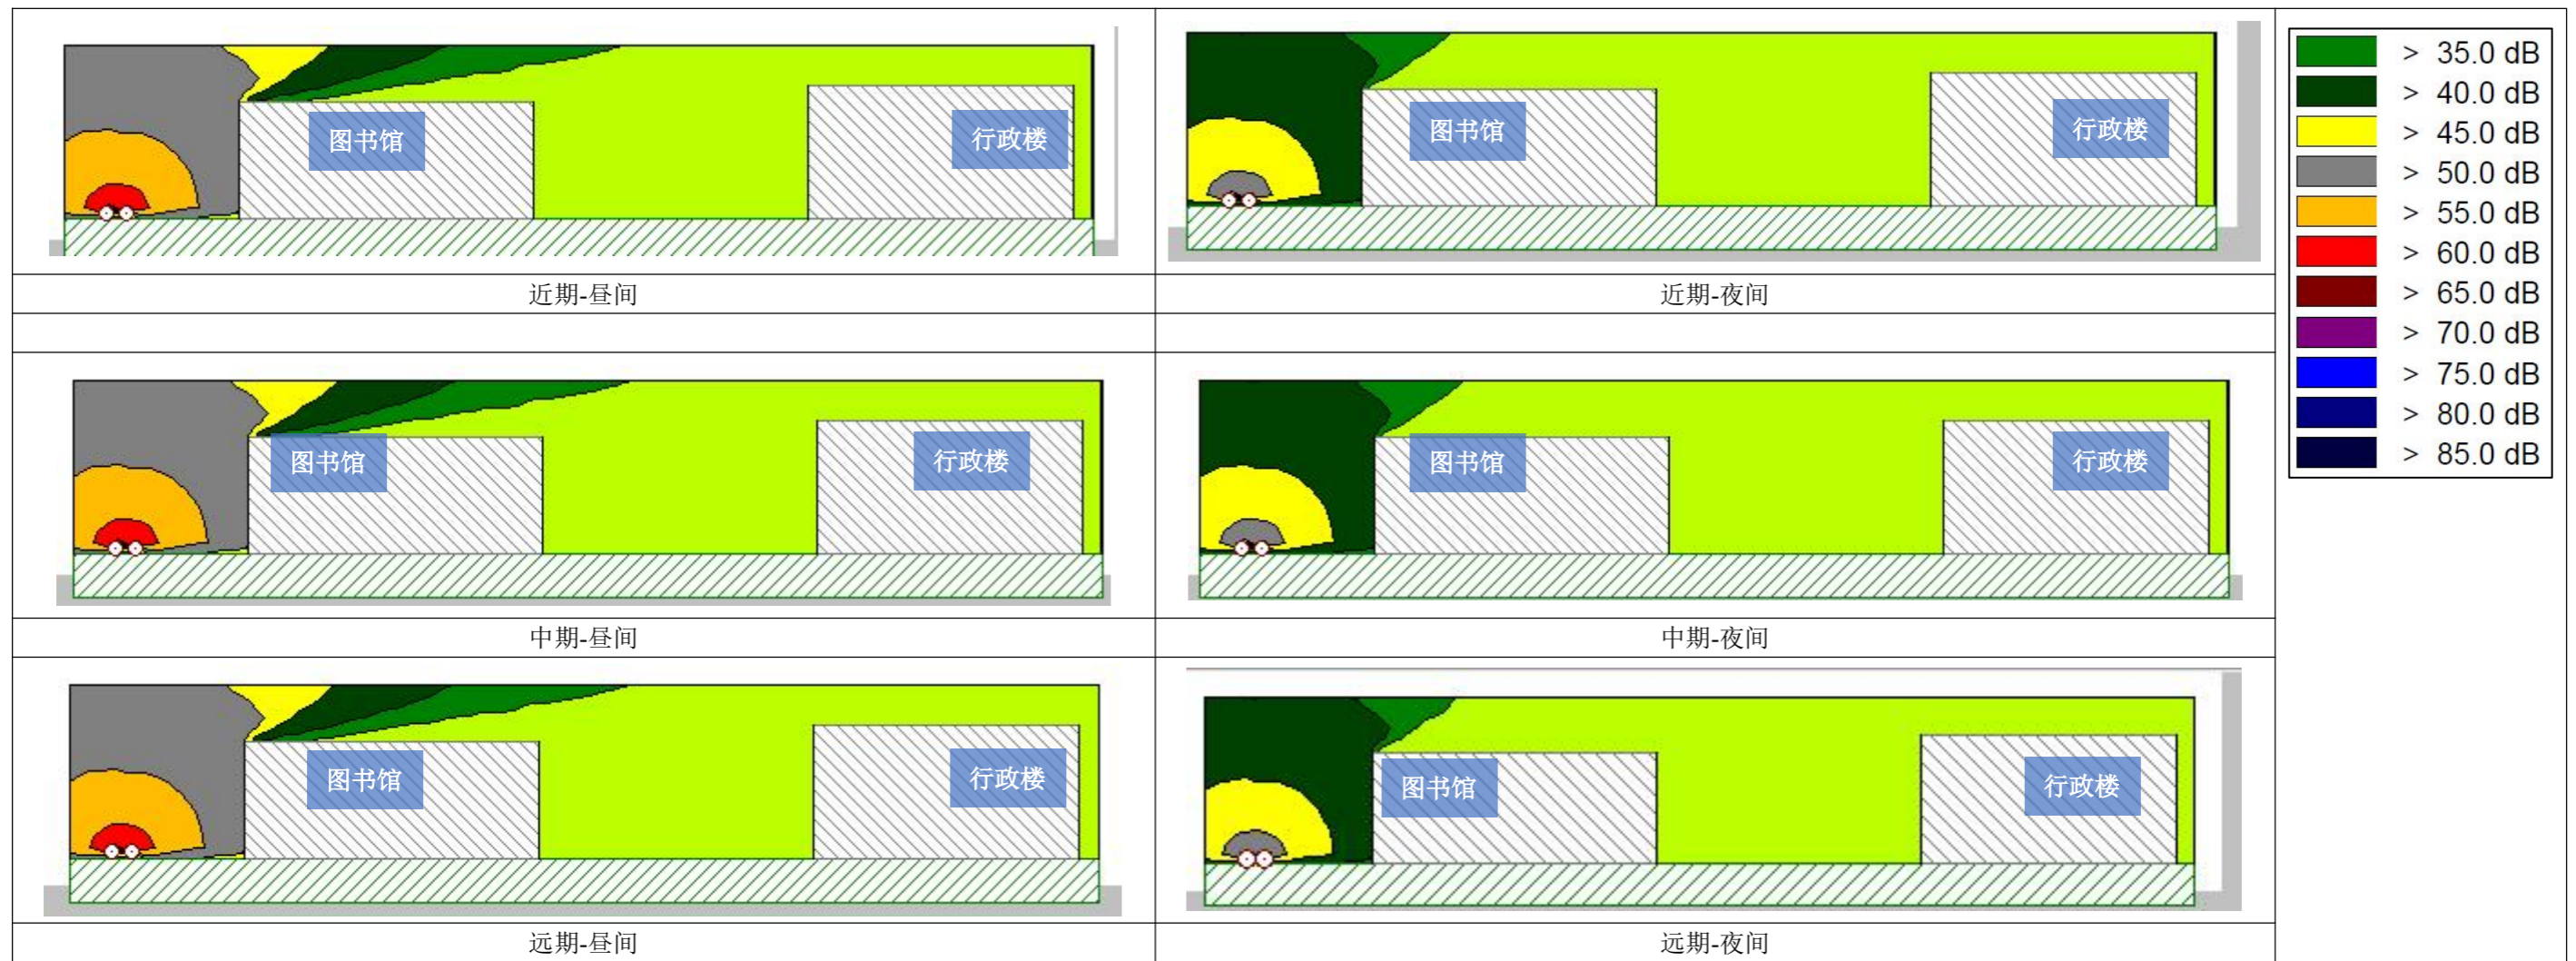 图书馆
行政楼
图书馆
行政楼
近期-昼间
近期-夜间
图书馆
行政楼
图书馆
行政楼
中期-昼间
中期-夜间
图书馆
行政楼
图书馆
行政楼
远期-昼间
远期-夜间
> 35.0 dB
> 40.0 dB
> 45.0 dB
> 50.0 dB
> 55.0 dB
> 60.0 dB
> 65.0 dB
> 70.0 dB
> 75.0 dB
> 80.0 dB
> 85.0 dB